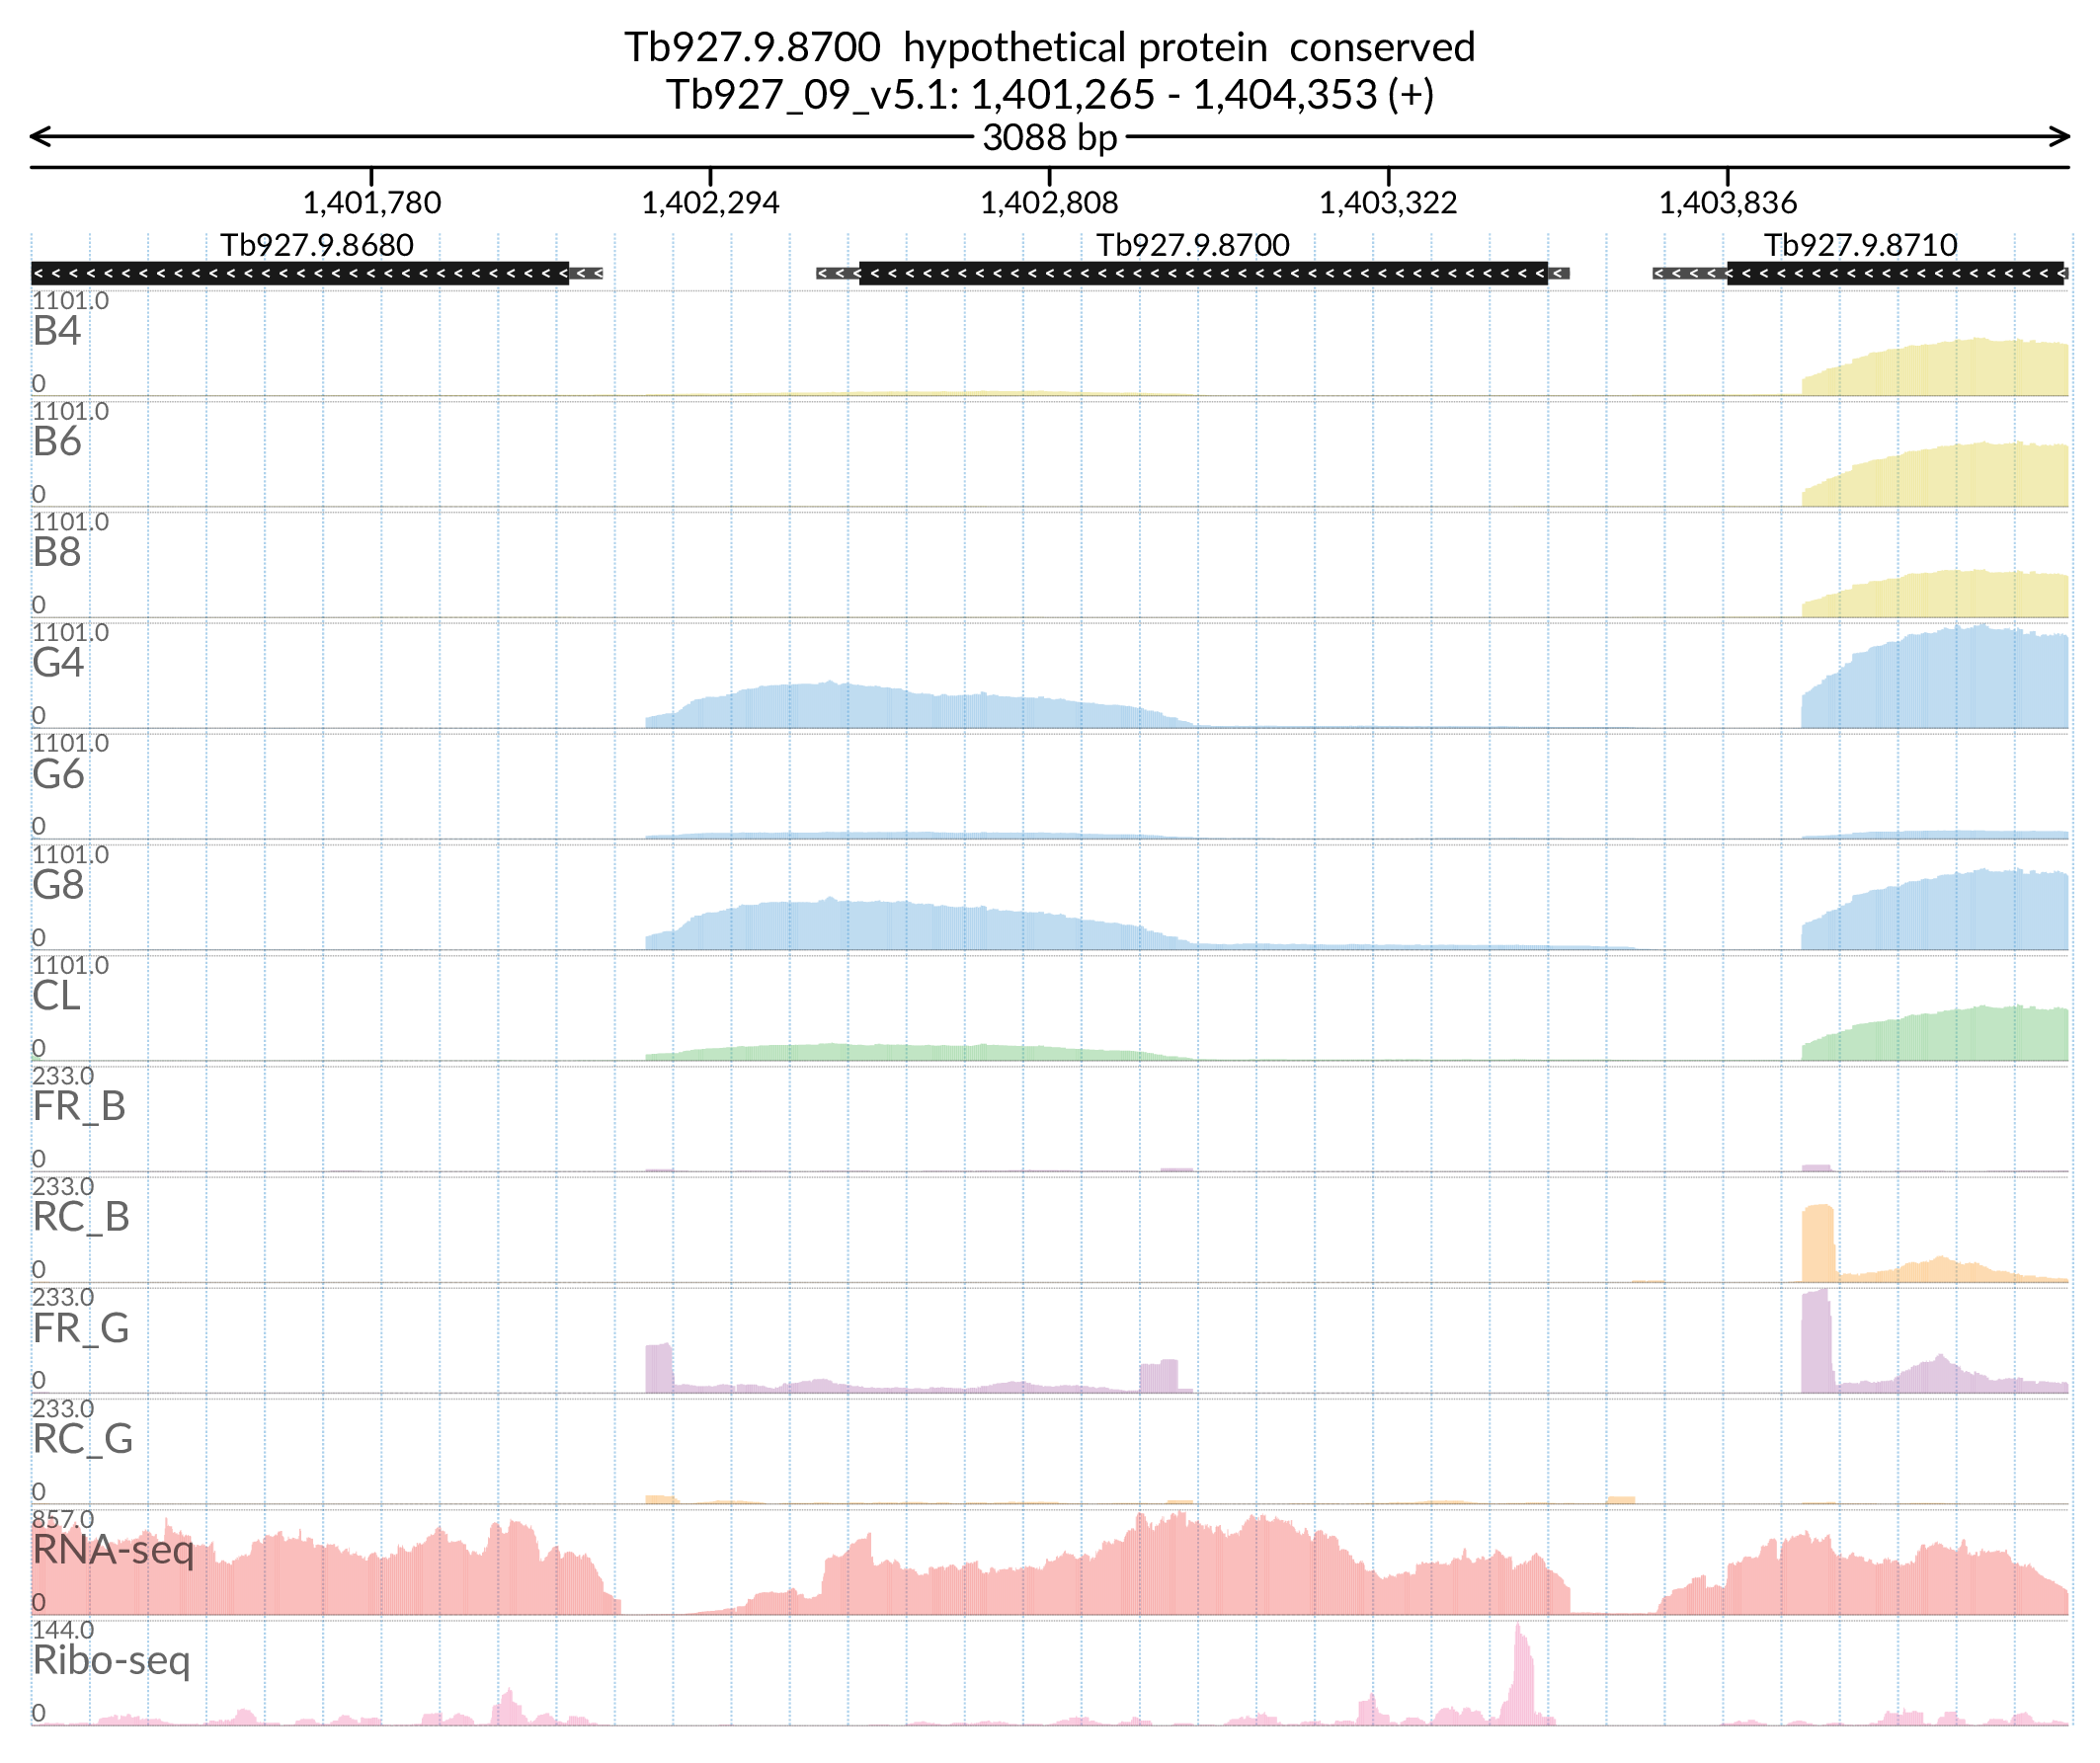 Tb927.9.8700 hypothetical protein conserved
Tb927_09_v5.1: 1,401,265 - 1,404,353 (+)
3088 bp
1,401,780 1,402,294 1,402,808 1,403,322 1,403,836
Tb927.9.8680 Tb927.9.8700 Tb927.9.8710
1101.0
B4
0
1101.0
B6
0
1101.0
B8
0
1101.0
G4
0
1101.0
G6
0
1101.0
G8
0
1101.0
CL
0
233.0
FR_B
0
233.0
RC_B
0
233.0
FR_G
0
233.0
RC_G
0
857.0
RNA-seq
0
144.0
Ribo-seq
0